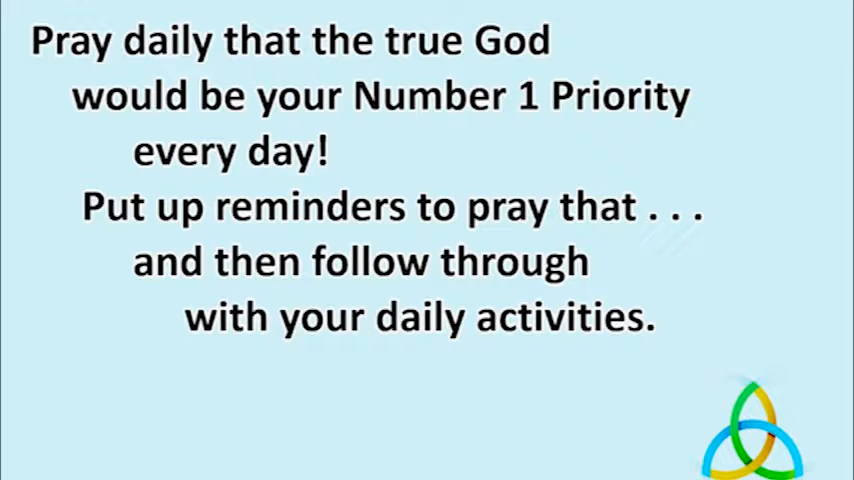 Pray daily that the true God
would be your Number 1 Priority
every day!
Put up reminders to pray that . . .
and then follow through
with your daily activities.